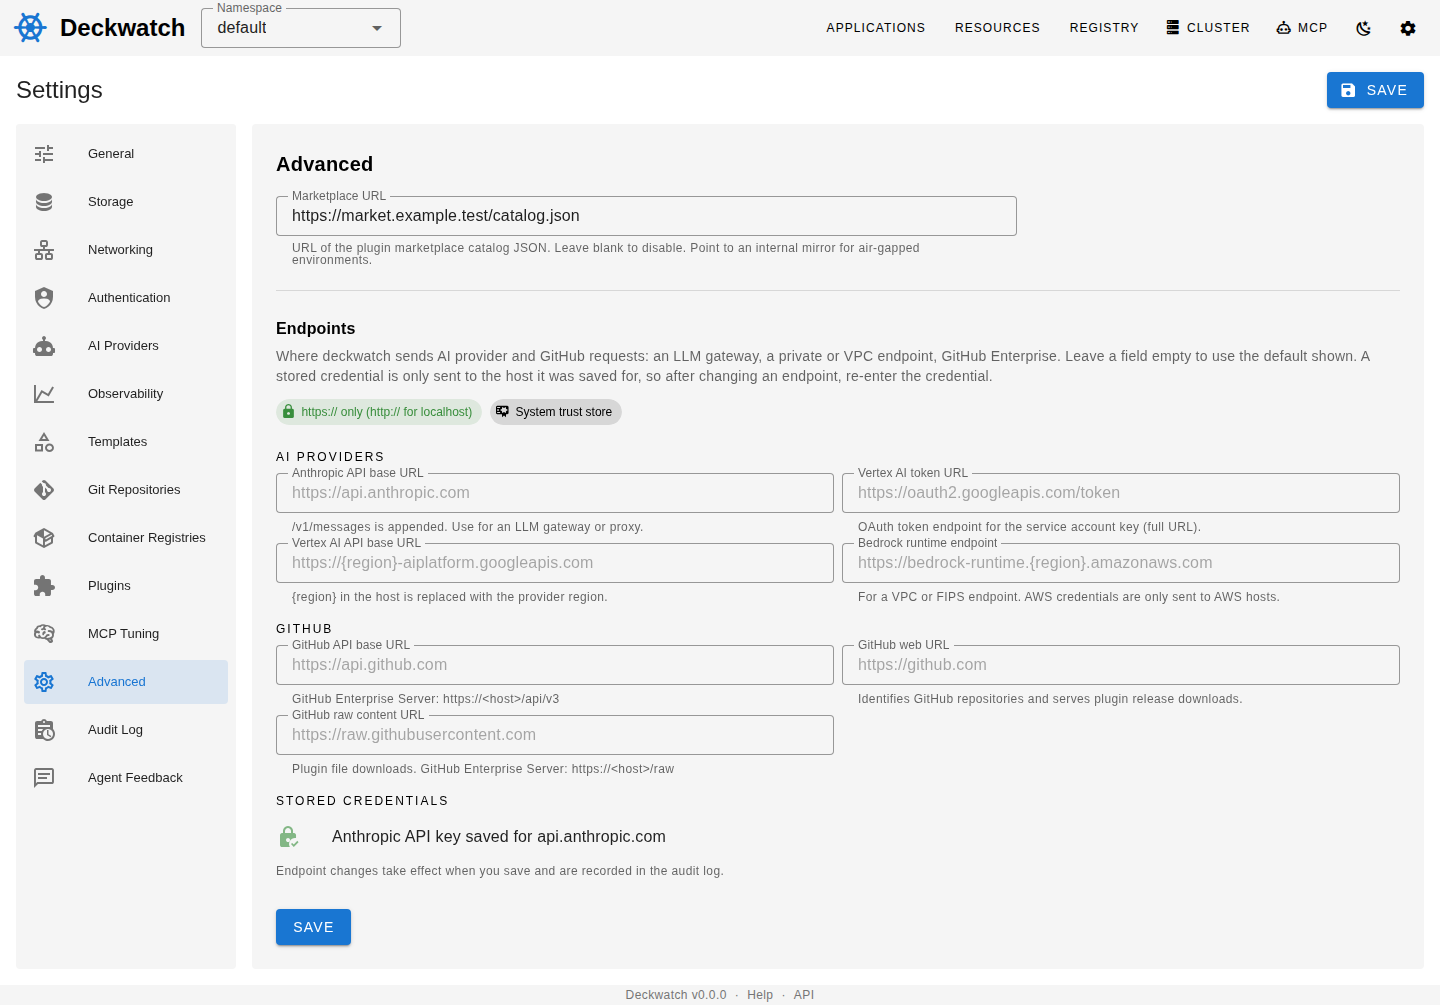 Deckwatch
Namespace
default
APPLICATIONS
RESOURCES
REGISTRY
CLUSTER
MCP
Settings
SAVE
General
Storage
Networking
Authentication
AI Providers
Observability
Templates
Git Repositories
Container Registries
Plugins
MCP Tuning
Advanced
Audit Log
Agent Feedback
Advanced
Marketplace URL
https://market.example.test/catalog.json
URL of the plugin marketplace catalog JSON. Leave blank to disable. Point to an internal mirror for air-gapped
environments.
Endpoints
Where deckwatch sends AI provider and GitHub requests: an LLM gateway, a private or VPC endpoint, GitHub Enterprise. Leave a field empty to use the default shown. A
stored credential is only sent to the host it was saved for, so after changing an endpoint, re-enter the credential.
https:// only (http:// for localhost)
System trust store
AI PROVIDERS
Anthropic API base URL
https://api.anthropic.com
/v1/messages is appended. Use for an LLM gateway or proxy.
Vertex AI token URL
https://oauth2.googleapis.com/token
OAuth token endpoint for the service account key (full URL).
Vertex AI API base URL
https://{region}-aiplatform.googleapis.com
{region} in the host is replaced with the provider region.
Bedrock runtime endpoint
https://bedrock-runtime.{region}.amazonaws.com
For a VPC or FIPS endpoint. AWS credentials are only sent to AWS hosts.
GITHUB
GitHub API base URL
https://api.github.com
GitHub Enterprise Server: https://<host>/api/v3
GitHub web URL
https://github.com
Identifies GitHub repositories and serves plugin release downloads.
GitHub raw content URL
https://raw.githubusercontent.com
Plugin file downloads. GitHub Enterprise Server: https://<host>/raw
STORED CREDENTIALS
Anthropic API key saved for api.anthropic.com
Endpoint changes take effect when you save and are recorded in the audit log.
SAVE
Deckwatch v0.0.0 · Help · API